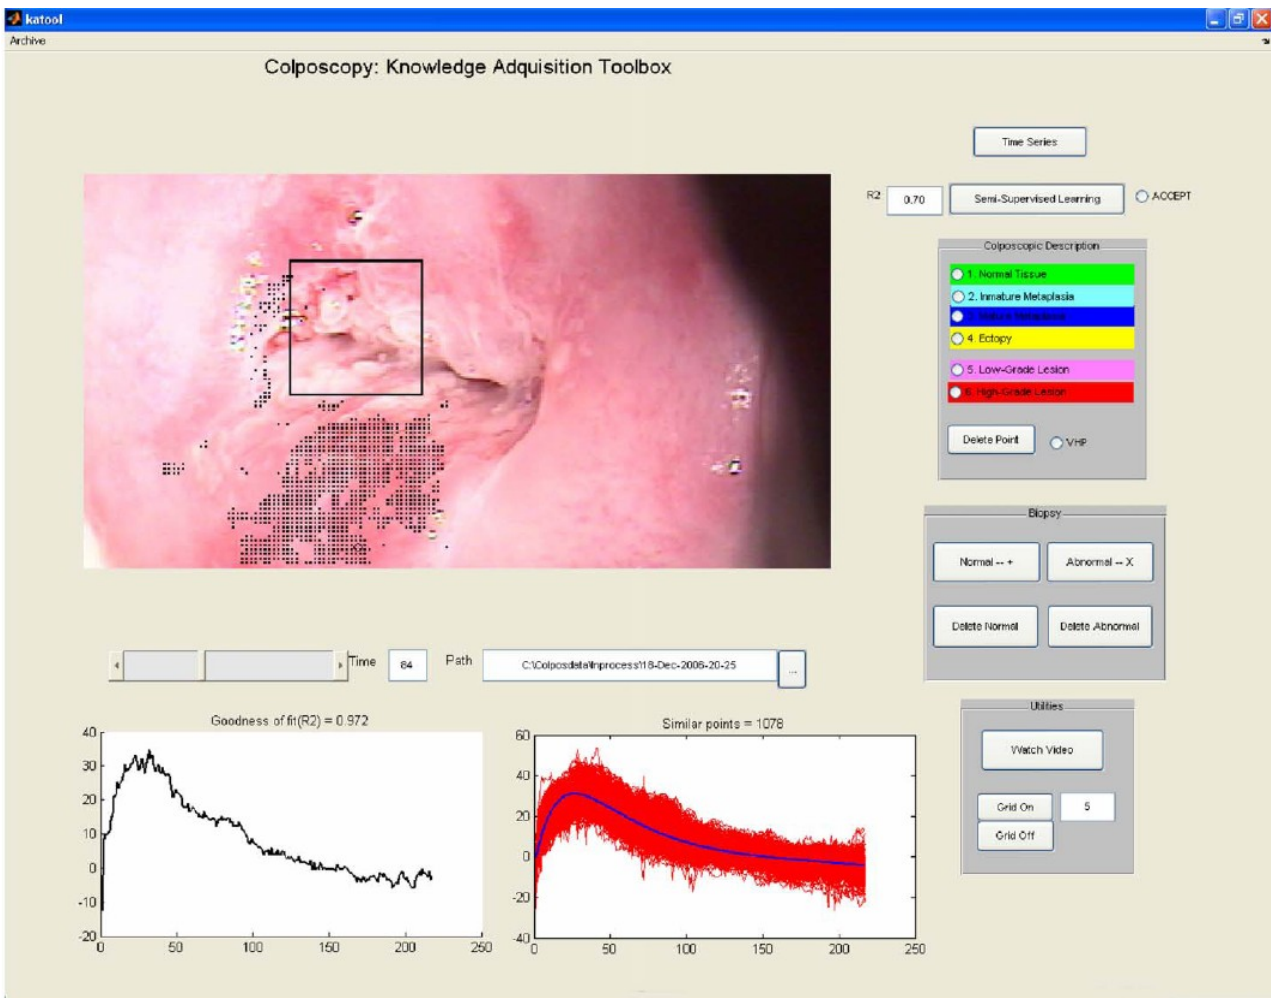 katool
Archive
Colposcopy: Knowledge Adquisition Toolbox
Time Series
R2 0.70 Semi-Supervised Learning ACCEPT
Colposcopic Description
1. Normal Tissue
2. Inmature Metaplasia
3. Mature Metaplasia
4. Ectopy
5. Low-Grade Lesion
6. High-Grade Lesion
Delete Point VHP
Biopsy
Normal -- + Abnormal -- X
Delete Normal Delete Abnormal
Time 84 Path C:\Colposdata\Inprocess\18-Dec-2006-20-25 ...
Utilities
Watch Video
Grid On 5
Grid Off
Goodness of fit(R2) = 0.972
40
30
20
10
0
-10
-20
0 50 100 150 200 250
Similar points = 1078
60
40
20
0
-20
-40
0 50 100 150 200 250